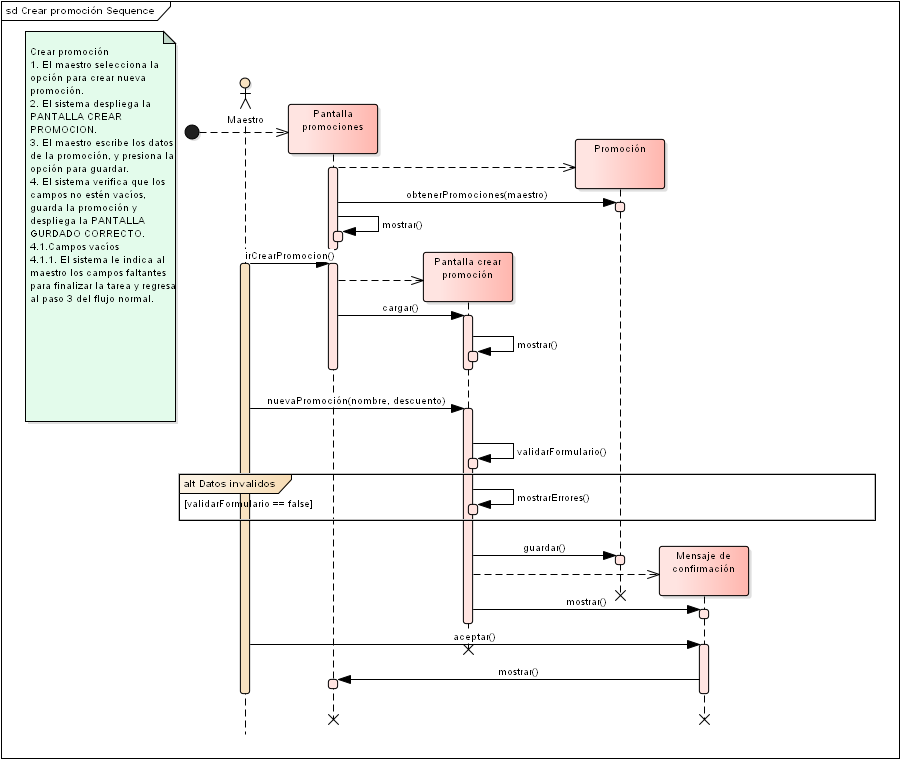 sd Crear promoción Sequence
Crear promoción
1. El maestro selecciona la
opción para crear nueva
promoción.
2. El sistema despliega la
PANTALLA CREAR
PROMOCION.
3. El maestro escribe los datos
de la promoción, y presiona la
opción para guardar.
4. El sistema verifica que los
campos no estén vacíos,
guarda la promoción y
despliega la PANTALLA
GURDADO CORRECTO.
4.1.Campos vacíos
4.1.1. El sistema le indica al
maestro los campos faltantes
para finalizar la tarea y regresa
al paso 3 del flujo normal.
Maestro
Pantalla
promociones
Promoción
obtenerPromociones(maestro)
mostrar()
irCrearPromocion()
Pantalla crear
promoción
cargar()
mostrar()
nuevaPromoción(nombre, descuento)
validarFormulario()
alt Datos invalidos
[validarFormulario == false]
mostrarErrores()
guardar()
Mensaje de
confirmación
mostrar()
aceptar()
mostrar()